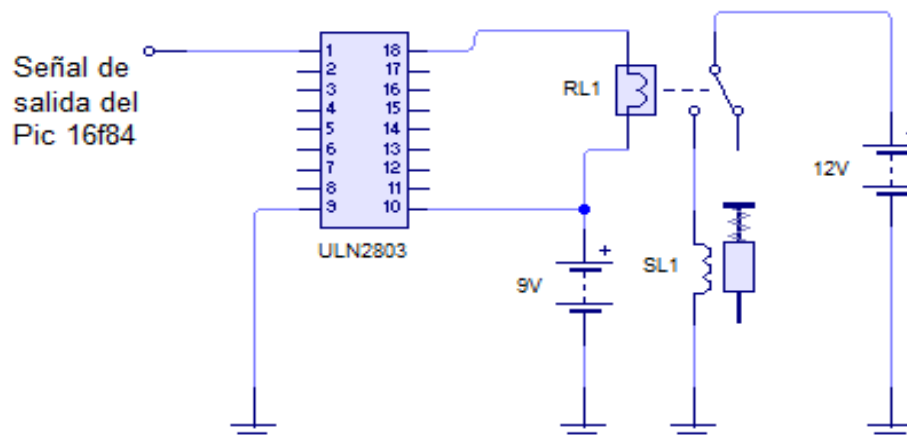 Señal de
salida del
Pic 16f84
1 18
2 17
3 16
4 15
5 14
6 13
7 12
8 11
9 10
ULN2803
RL1
12V
+
9V
SL1